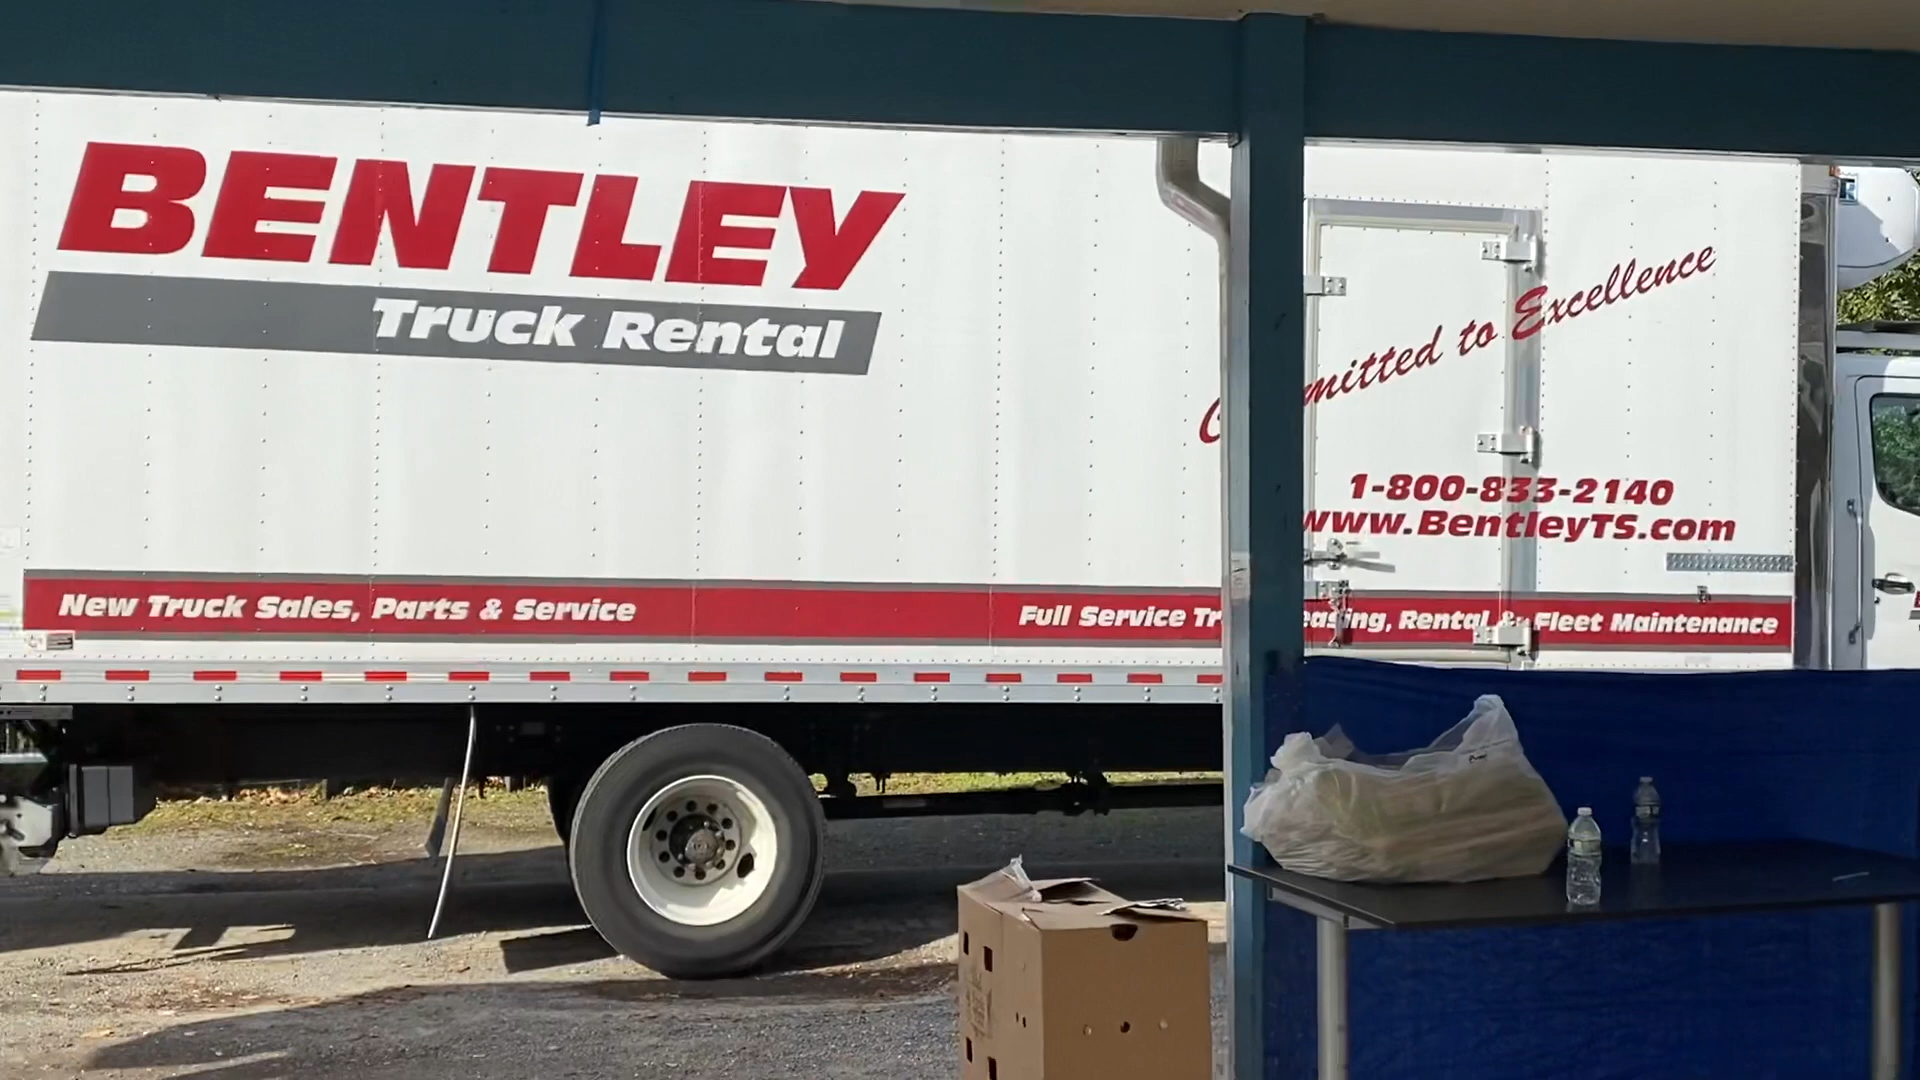 BENTLEY
Truck Rental
mitted to Excellence
1-800-833-2140
www.BentleyTS.com
New Truck Sales, Parts & Service
Full Service Tr easing, Rental & Fleet Maintenance